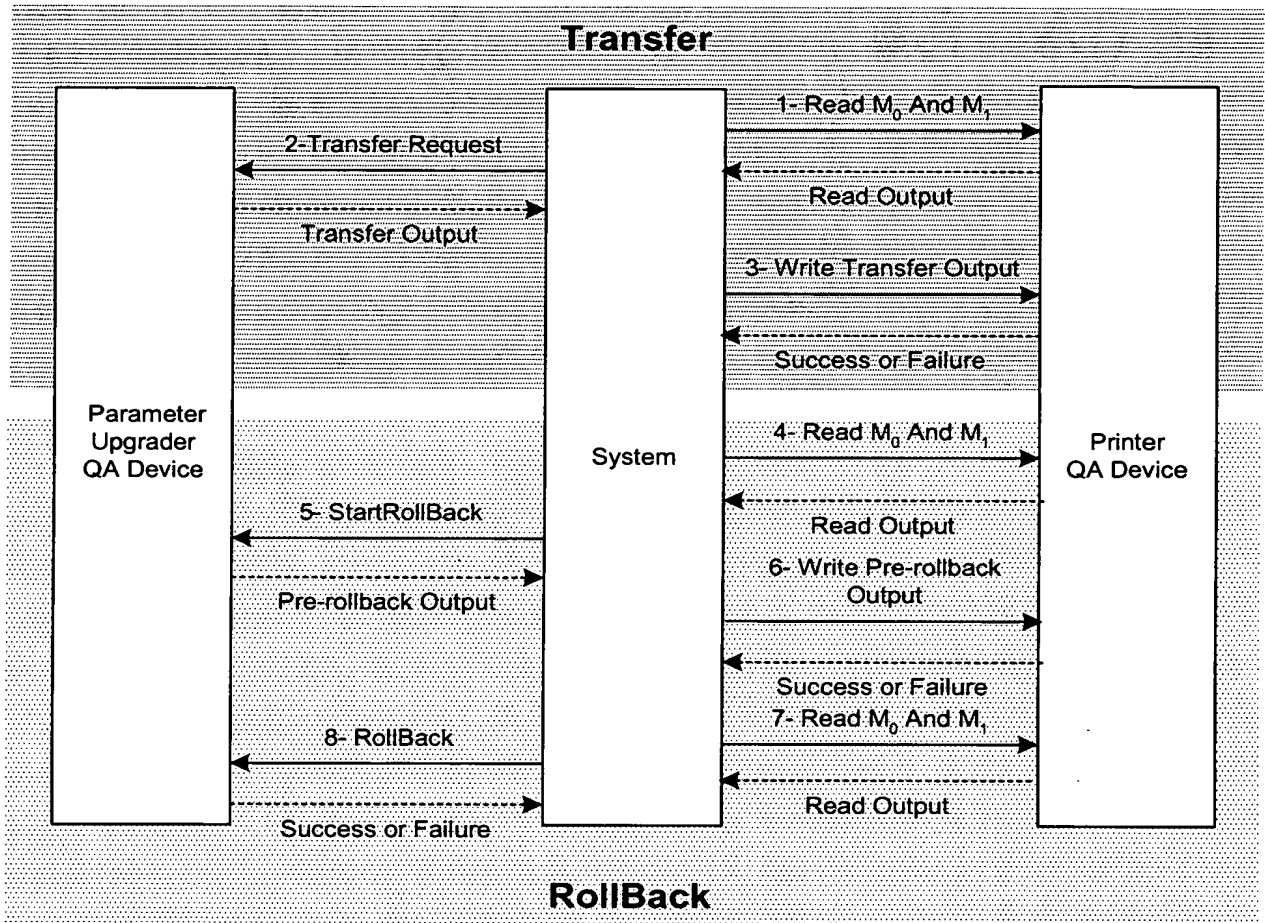 Transfer
1- Read M₀ And M₁
2-Transfer Request
Read Output
Transfer Output
3- Write Transfer Output
Success or Failure
Parameter
Upgrader
QA Device
System
Printer
QA Device
4- Read M₀ And M₁
Read Output
5- StartRollBack
Pre-rollback Output
6- Write Pre-rollback
Output
Success or Failure
7- Read M₀ And M₁
8- RollBack
Read Output
Success or Failure
RollBack